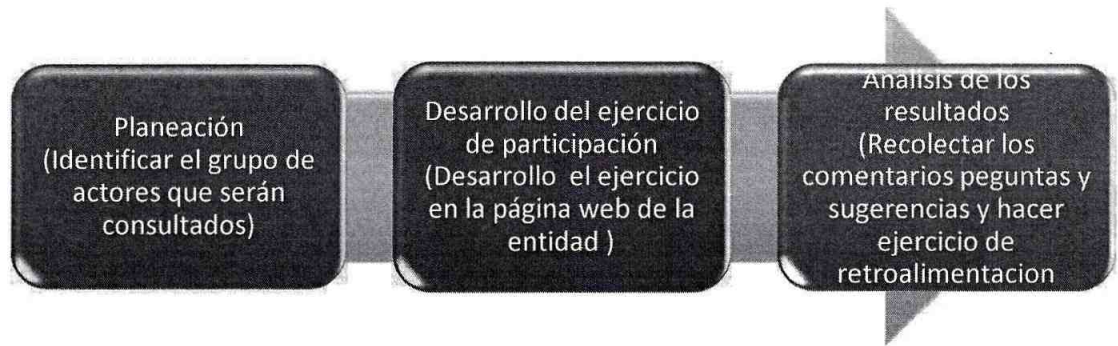 Planeación
(Identificar el grupo de
actores que serán
consultados)
Desarrollo del ejercicio
de participación
(Desarrollo el ejercicio
en la página web de la
entidad )
Analisis de los
resultados
(Recolectar los
comentarios peguntas y
sugerencias y hacer
ejercicio de
retroalimentacion